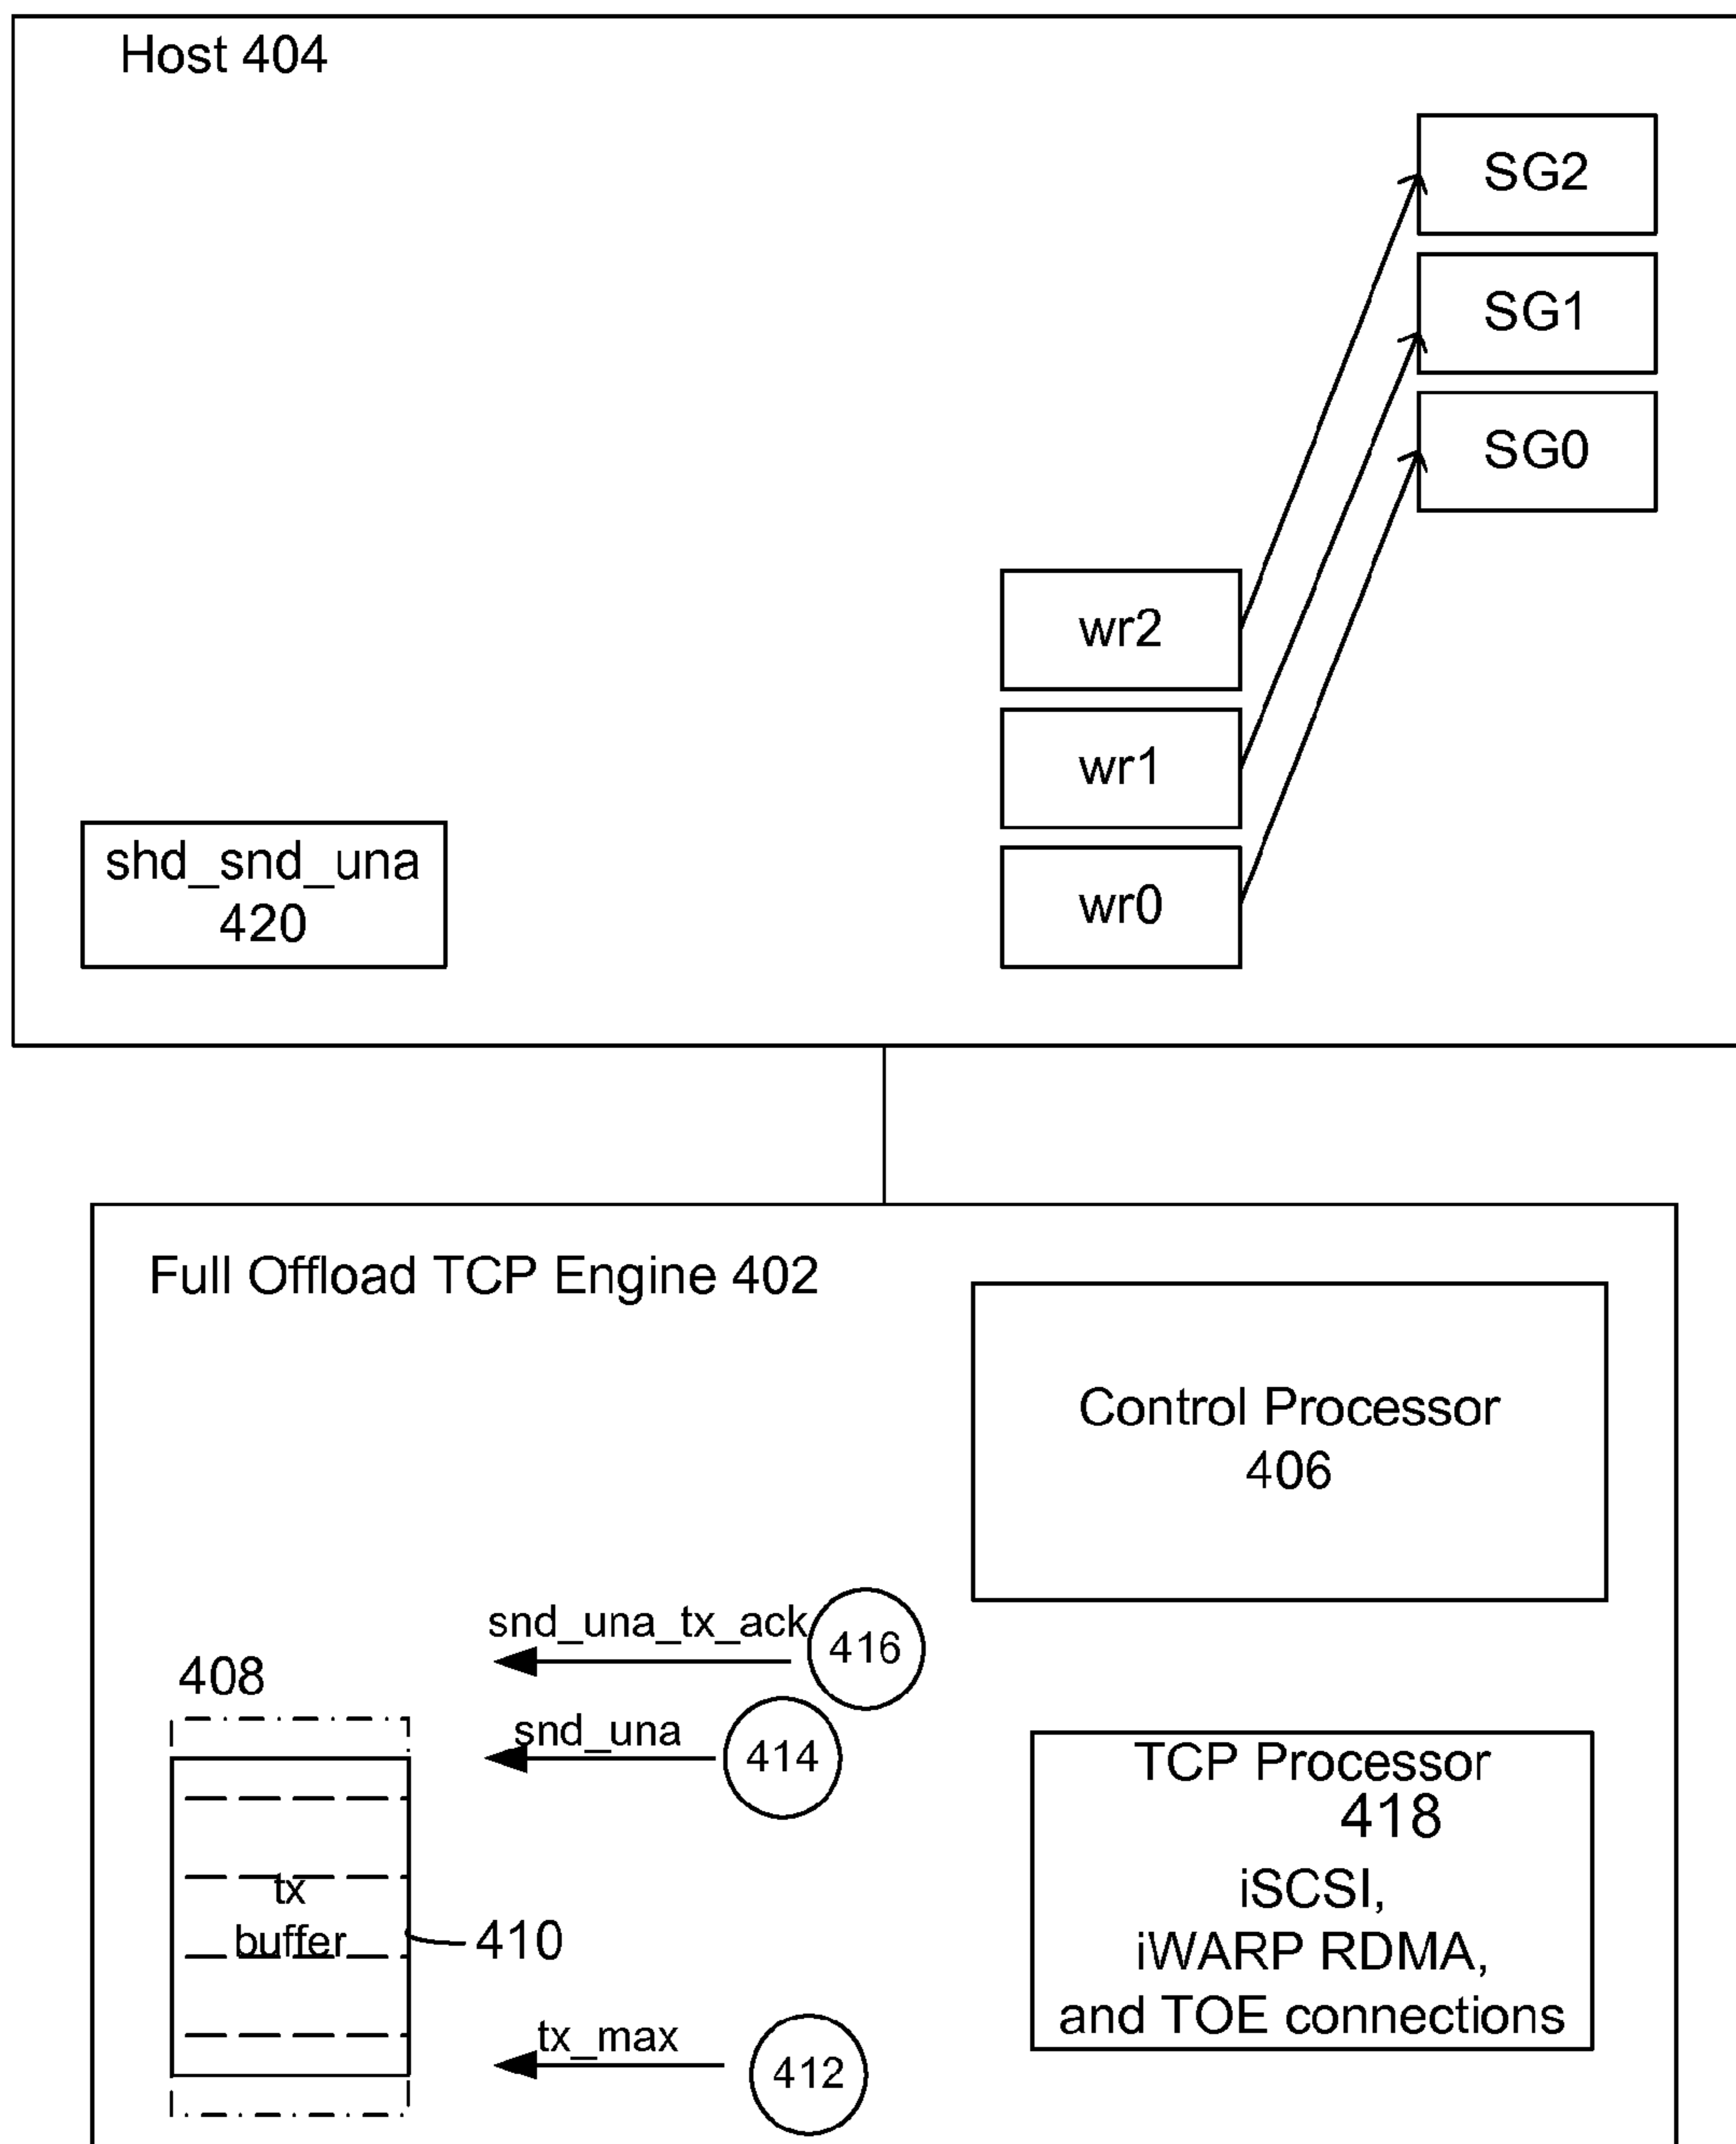 Host 404
SG2
SG1
SG0
wr2
wr1
wr0
shd_snd_una
420
Full Offload TCP Engine 402
Control Processor
406
snd_una_tx_ack
416
408
snd_una
414
TCP Processor
418
iSCSI,
iWARP RDMA,
and TOE connections
tx
buffer
410
tx_max
412